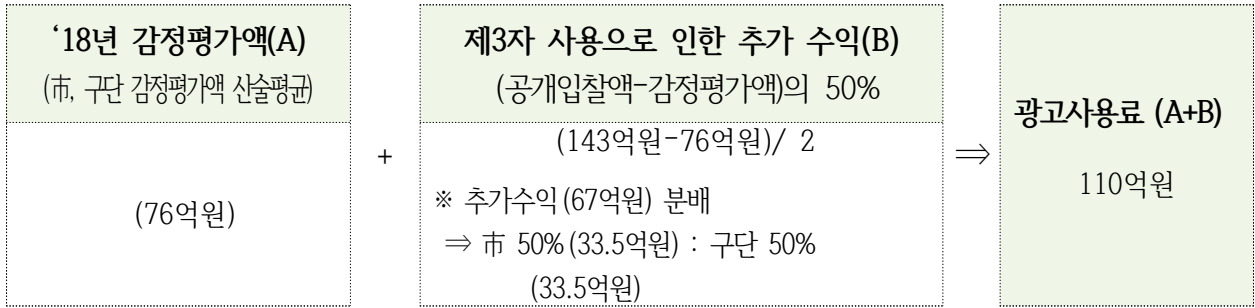 ‘18년 감정평가액(A)
(市, 구단 감정평가액 산술평균)
(76억원)
+
제3자 사용으로 인한 추가 수익(B)
(공개입찰액-감정평가액)의 50%
(143억원-76억원)/ 2
※ 추가수익(67억원) 분배
⇒ 市 50%(33.5억원) : 구단 50%
(33.5억원)
⇒
광고사용료 (A+B)
110억원